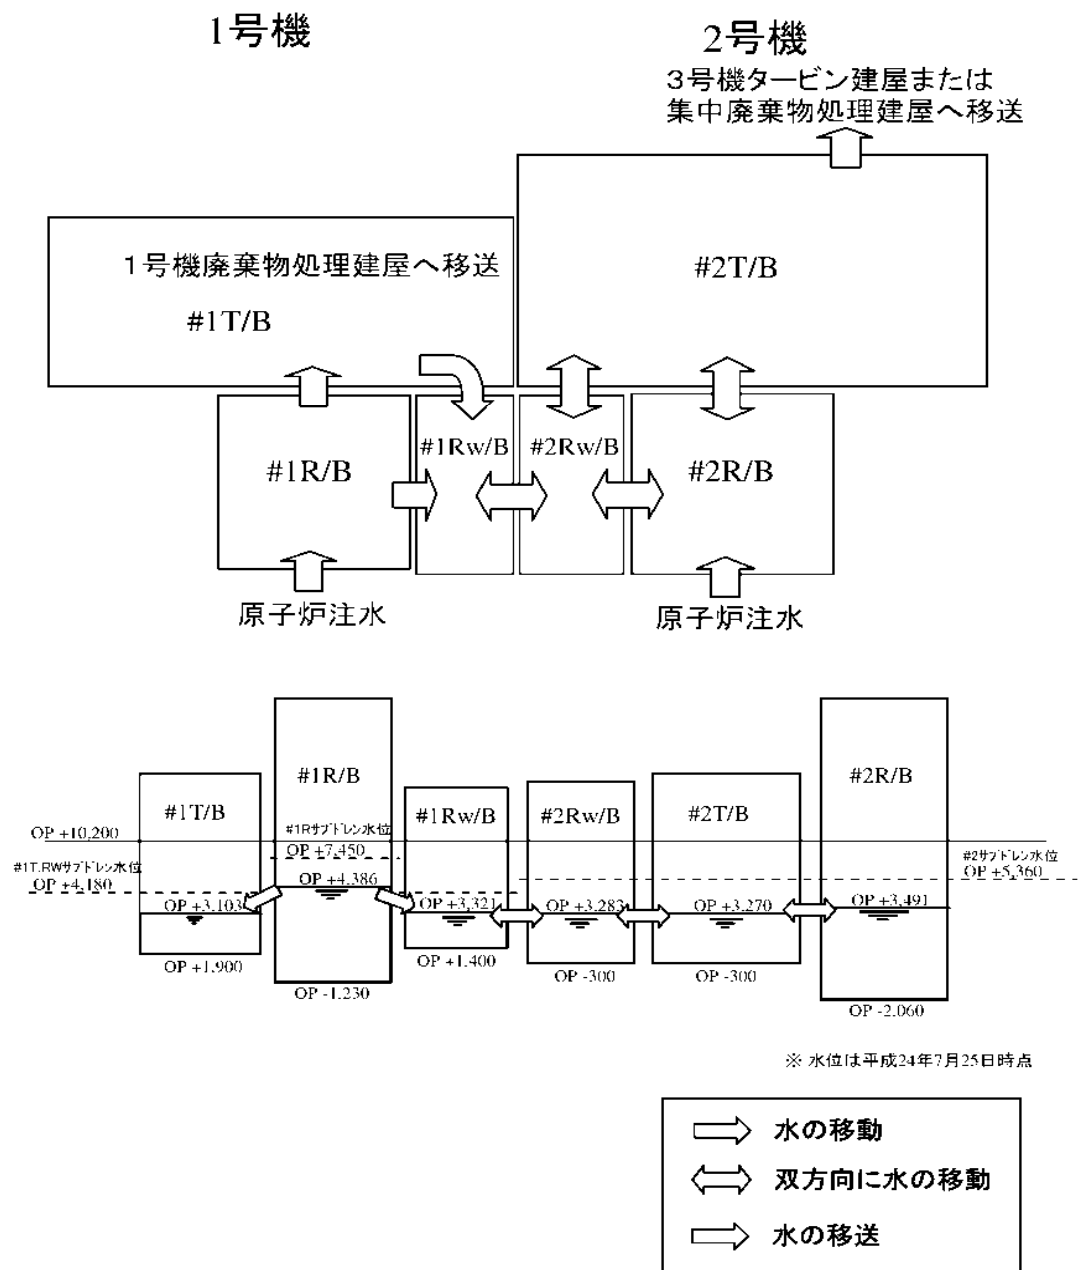 1号機
2号機
3号機タービン建屋または
集中廃棄物処理建屋へ移送
1号機廃棄物処理建屋へ移送
#1T/B
#2T/B
#1R/B
#1Rw/B
#2Rw/B
#2R/B
原子炉注水
原子炉注水
#1T/B
#1R/B
#1Rw/B
#2Rw/B
#2T/B
#2R/B
OP +10,200
#1Rサブドレン水位
OP +7,450
#1T.RWサブドレン水位
OP +4,180
#2サブドレン水位
OP +5,360
OP +3,103
OP +4,386
OP +3,321
OP +3,283
OP +3,270
OP +3,491
OP +1,900
OP -1,230
OP +1,400
OP -300
OP -300
OP -2,060
※ 水位は平成24年7月25日時点
水の移動
双方向に水の移動
水の移送